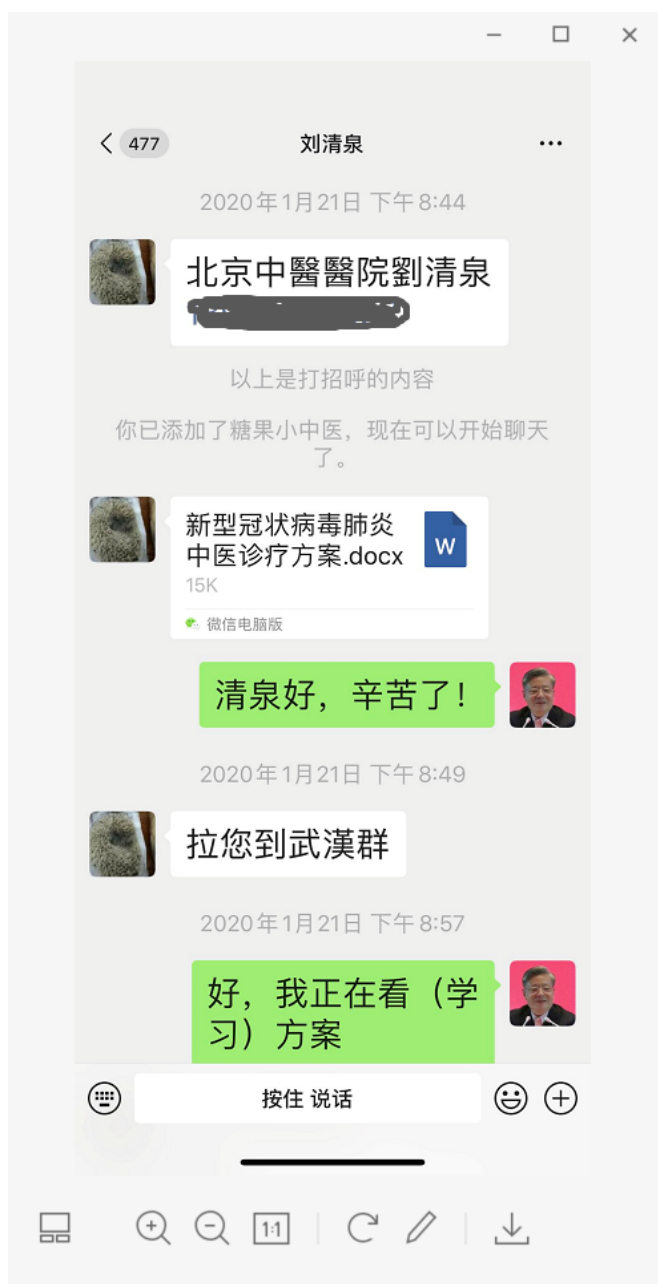 477
刘清泉
2020年1月21日 下午8:44
北京中醫醫院劉清泉
以上是打招呼的内容
你已添加了糖果小中医，现在可以开始聊天
了。
新型冠状病毒肺炎
中医诊疗方案.docx
W
15K
微信电脑版
清泉好，辛苦了！
2020年1月21日 下午8:49
拉您到武漢群
2020年1月21日 下午8:57
好，我正在看（学
习）方案
按住 说话
1:1